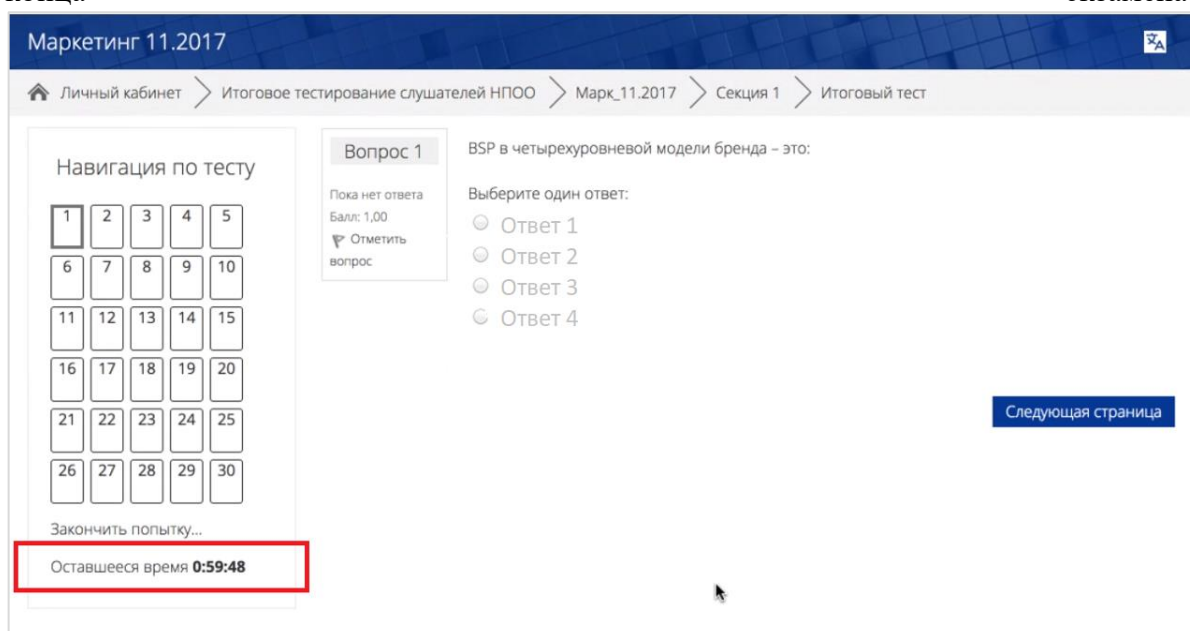 Маркетинг 11.2017
Личный кабинет
Итоговое тестирование слушателей НПОО
Марк_11.2017
Секция 1
Итоговый тест
Навигация по тесту
1 2 3 4 5
6 7 8 9 10
11 12 13 14 15
16 17 18 19 20
21 22 23 24 25
26 27 28 29 30
Закончить попытку...
Оставшееся время 0:59:48
Вопрос 1
Пока нет ответа
Балл: 1,00
Отметить
вопрос
BSP в четырехуровневой модели бренда – это:
Выберите один ответ:
Ответ 1
Ответ 2
Ответ 3
Ответ 4
Следующая страница